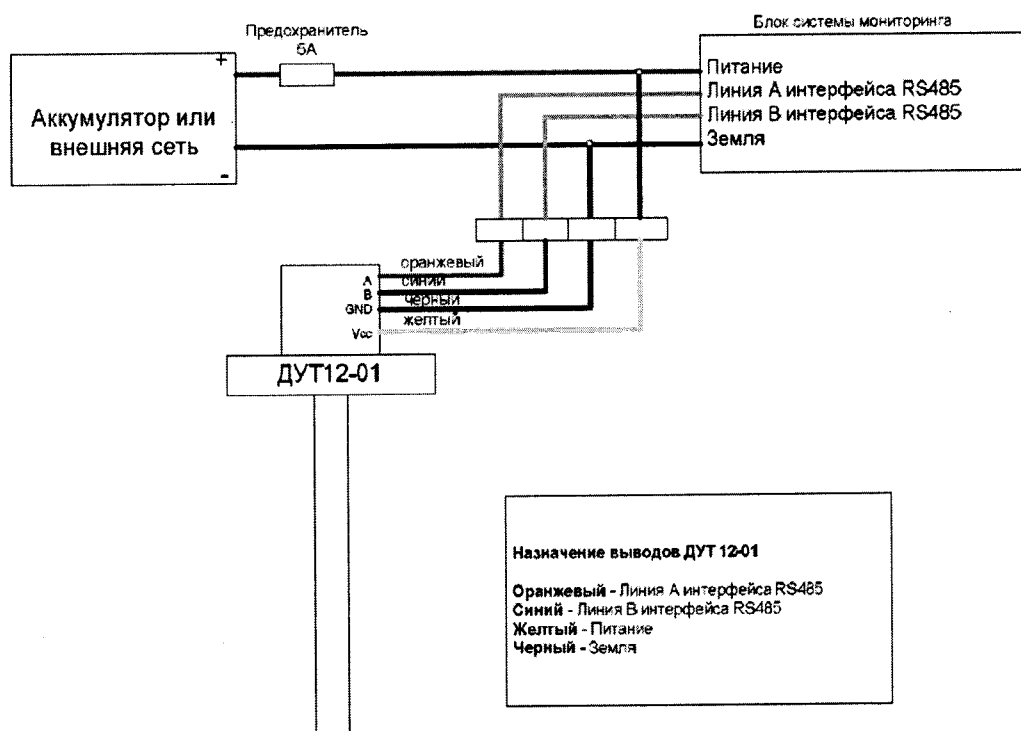 Предохранитель
5А
Блок системы мониторинга
+
Аккумулятор или
внешняя сеть
-
Питание
Линия А интерфейса RS485
Линия В интерфейса RS485
Земля
оранжевый
A
синий
B
черный
GND
желтый
Vcc
ДУТ12-01
Назначение выводов ДУТ 12-01
Оранжевый - Линия А интерфейса RS485
Синий - Линия В интерфейса RS485
Желтый - Питание
Черный - Земля